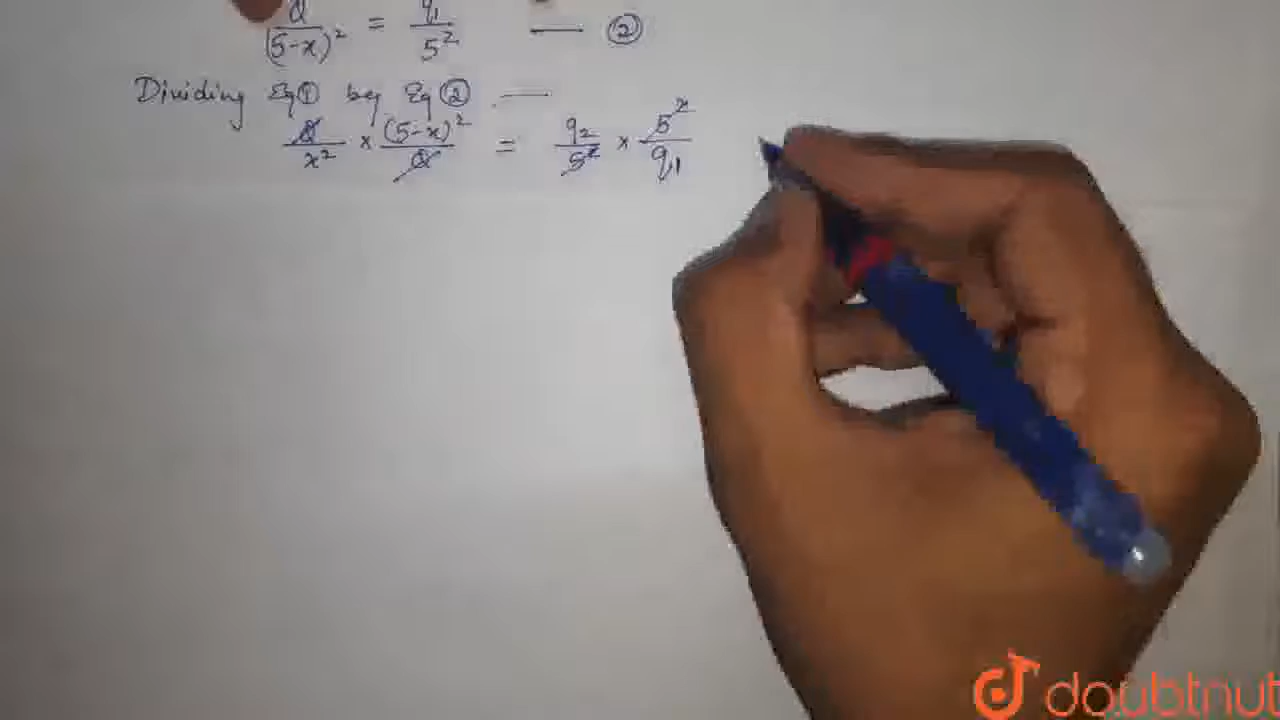 Q/(5-x)² = q₁/5² — ②
Dividing Eq① by Eq② —
Q/x² × (5-x)²/Q = q₂/5² × 5²/q₁
doubtnut